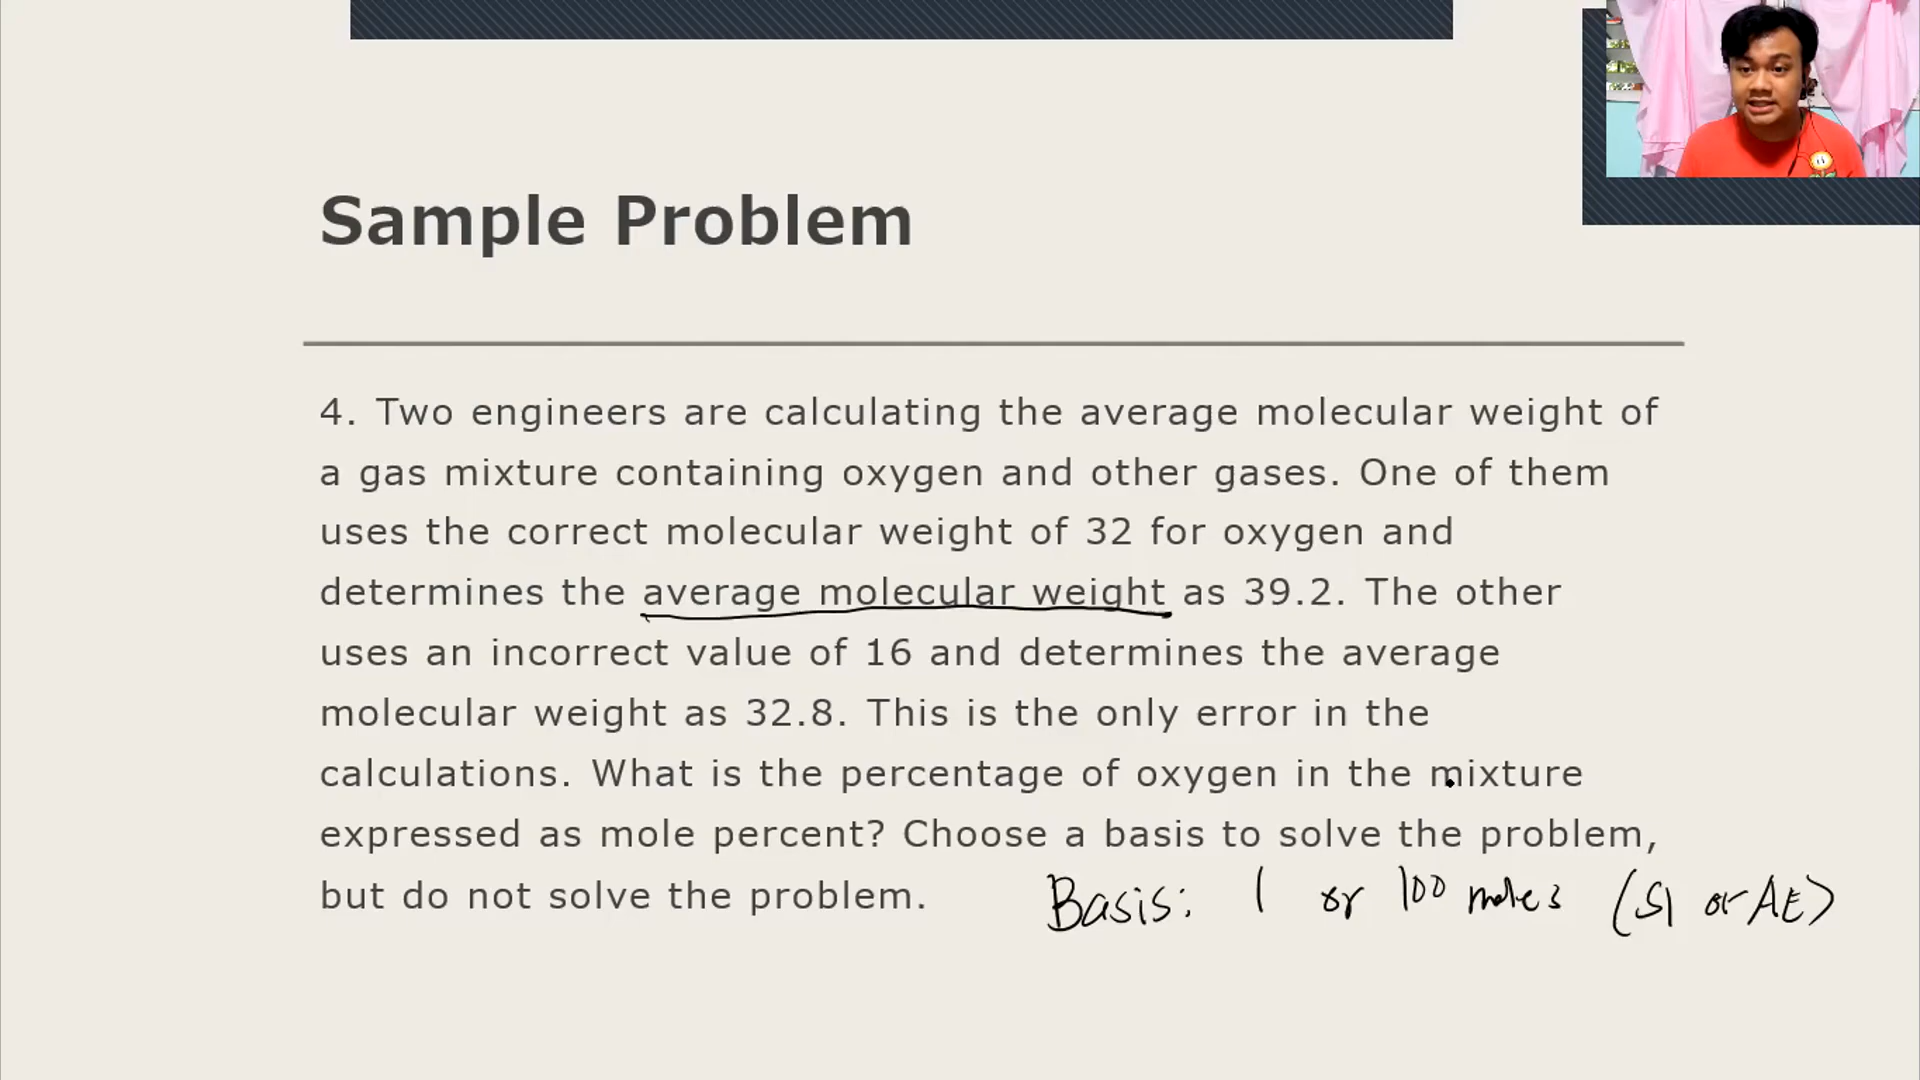 Sample Problem
4. Two engineers are calculating the average molecular weight of
a gas mixture containing oxygen and other gases. One of them
uses the correct molecular weight of 32 for oxygen and
determines the average molecular weight as 39.2. The other
uses an incorrect value of 16 and determines the average
molecular weight as 32.8. This is the only error in the
calculations. What is the percentage of oxygen in the mixture
expressed as mole percent? Choose a basis to solve the problem,
but do not solve the problem.
Basis: 1 or 100 moles (SI or AE)